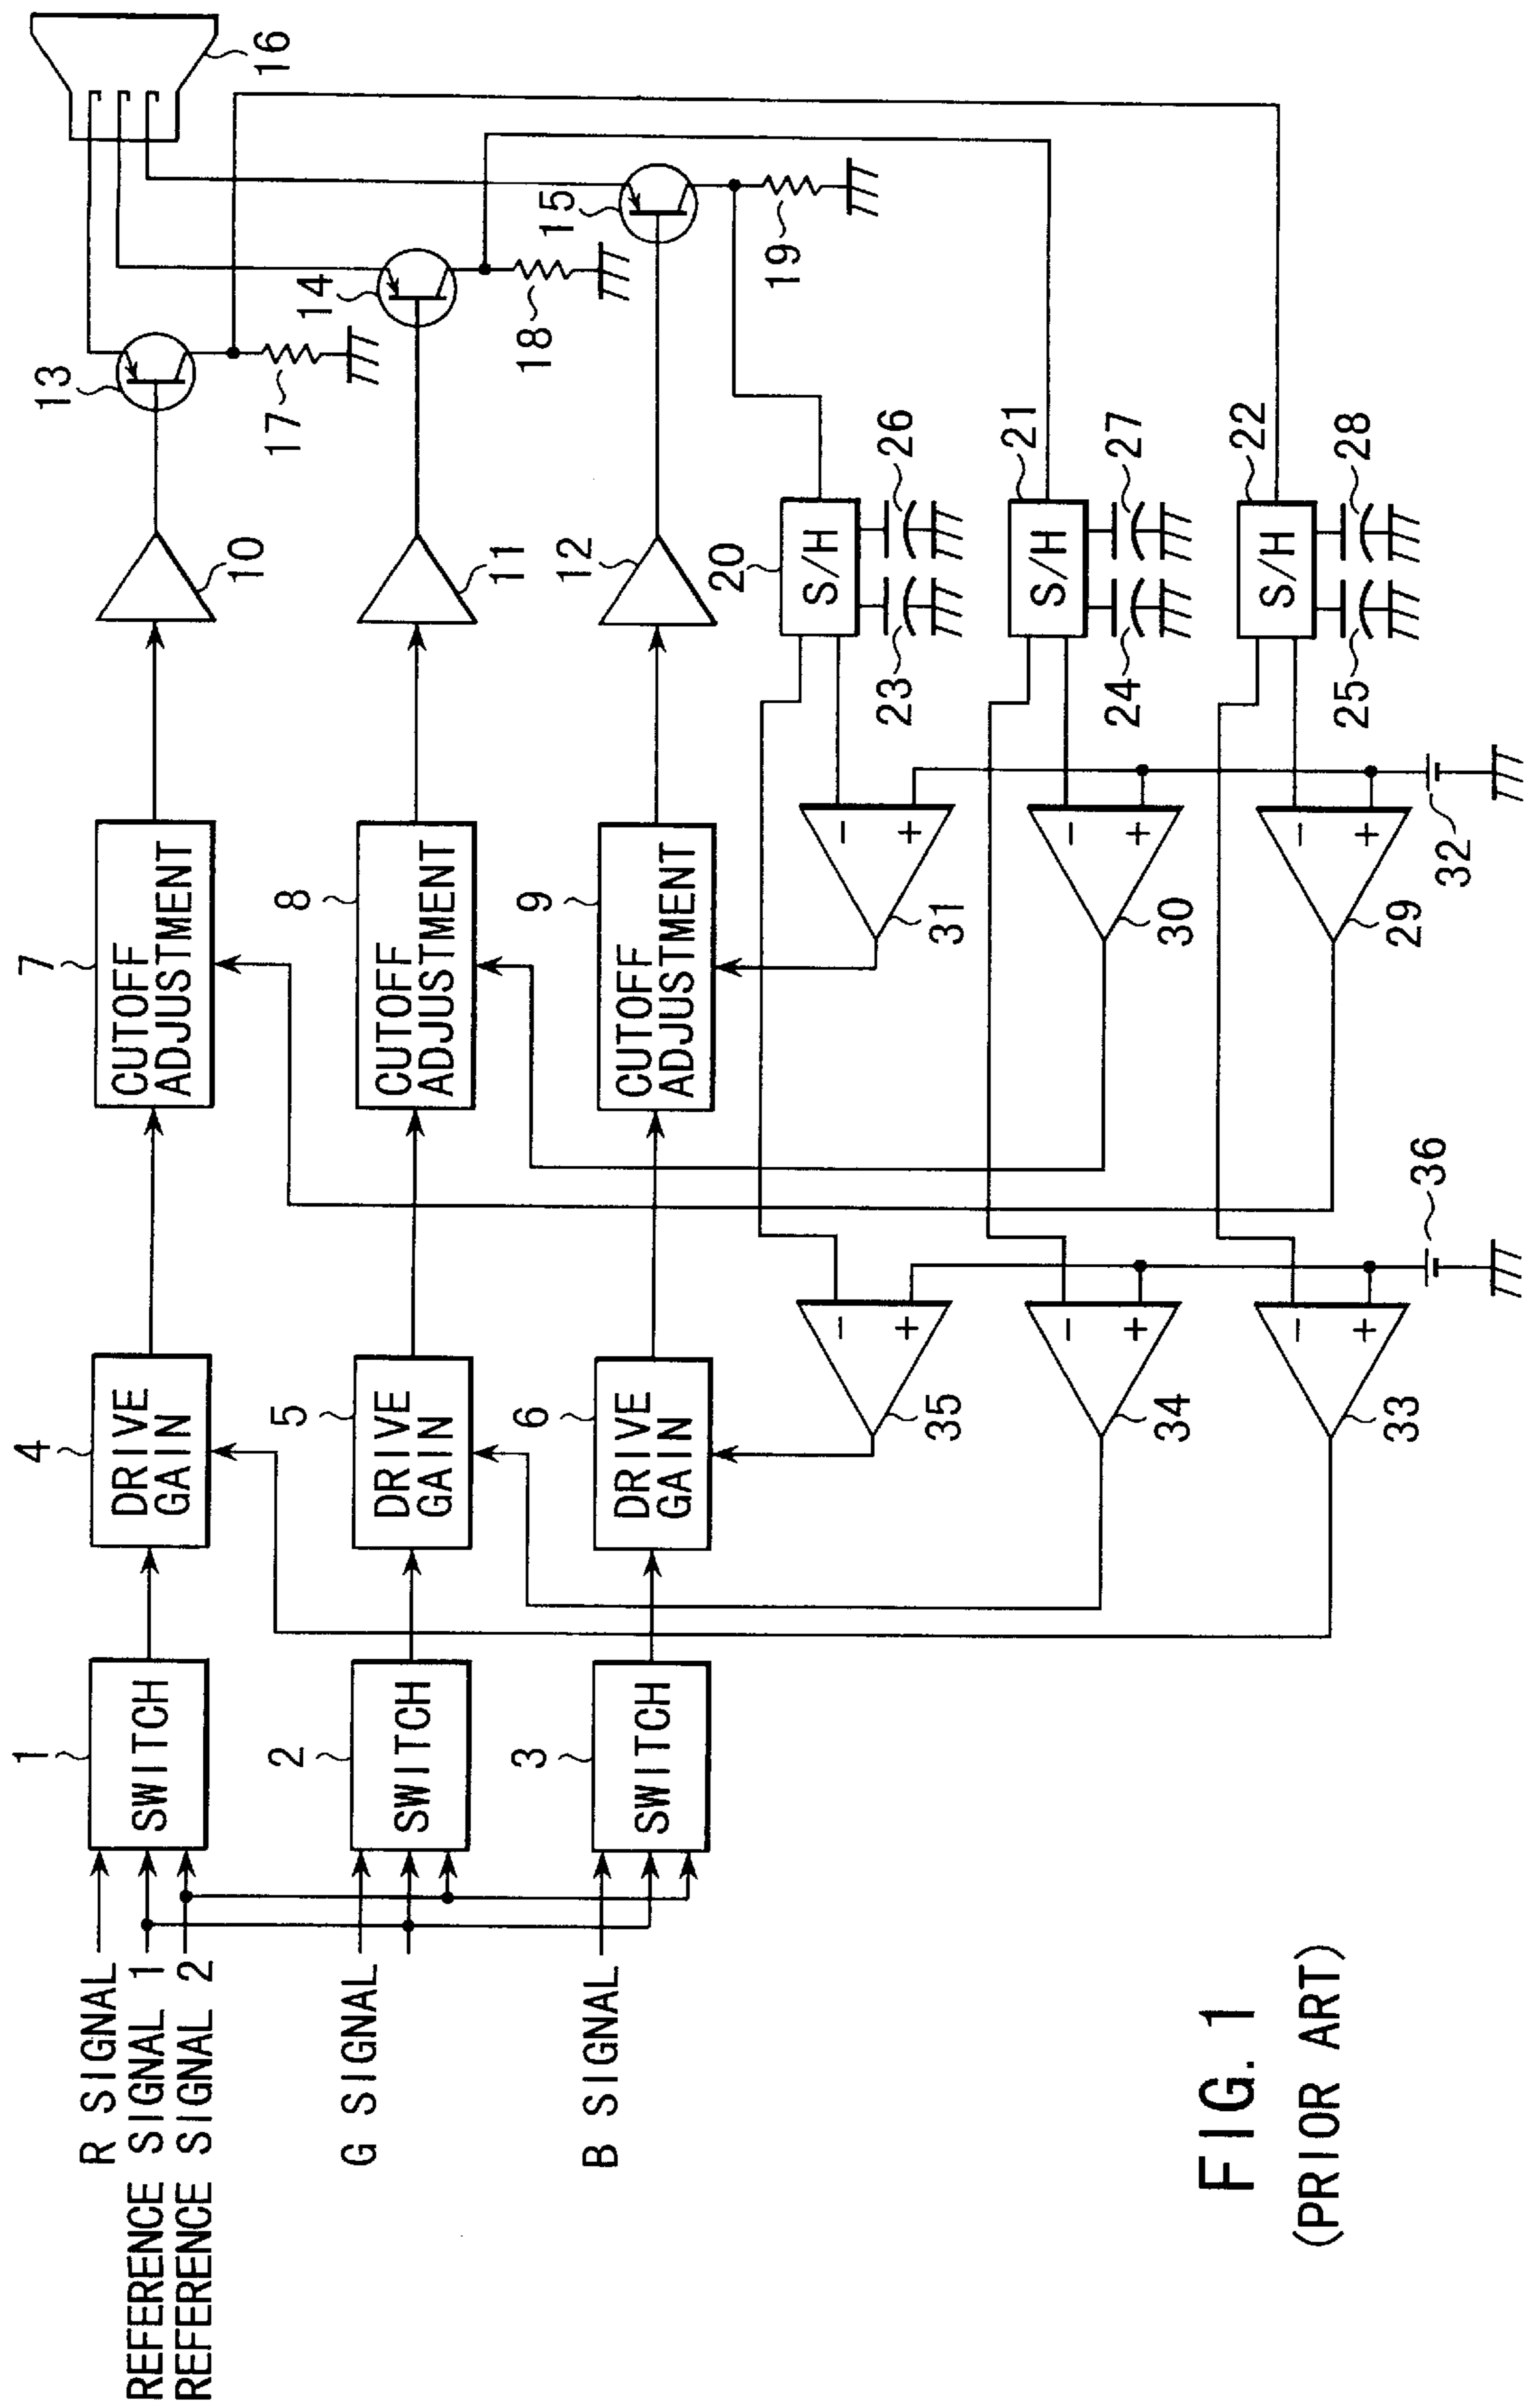 R SIGNAL
REFERENCE SIGNAL 1
REFERENCE SIGNAL 2
G SIGNAL
B SIGNAL
1
SWITCH
2
SWITCH
3
SWITCH
4
DRIVE
GAIN
5
DRIVE
GAIN
6
DRIVE
GAIN
7
CUTOFF
ADJUSTMENT
8
CUTOFF
ADJUSTMENT
9
CUTOFF
ADJUSTMENT
10
11
12
13
14
15
16
17
18
19
20
S/H
23
26
21
S/H
24
27
22
S/H
25
28
-
+
31
-
+
30
-
+
29
32
-
+
35
-
+
34
-
+
33
36
FIG. 1
(PRIOR ART)